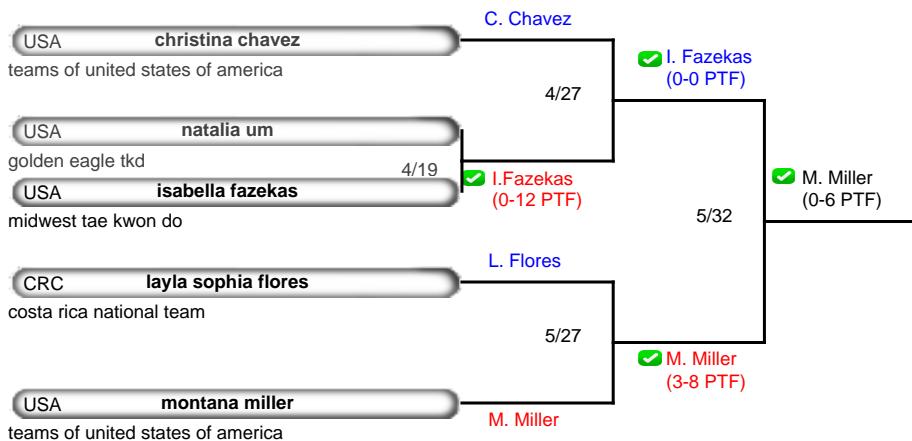 C. Chavez
USA christina chavez
teams of united states of america
I. Fazekas
(0-0 PTF)
4/27
USA natalia um
golden eagle tkd
4/19
I.Fazekas
(0-12 PTF)
USA isabella fazekas
midwest tae kwon do
M. Miller
(0-6 PTF)
5/32
L. Flores
CRC layla sophia flores
costa rica national team
5/27
M. Miller
(3-8 PTF)
USA montana miller
M. Miller
teams of united states of america